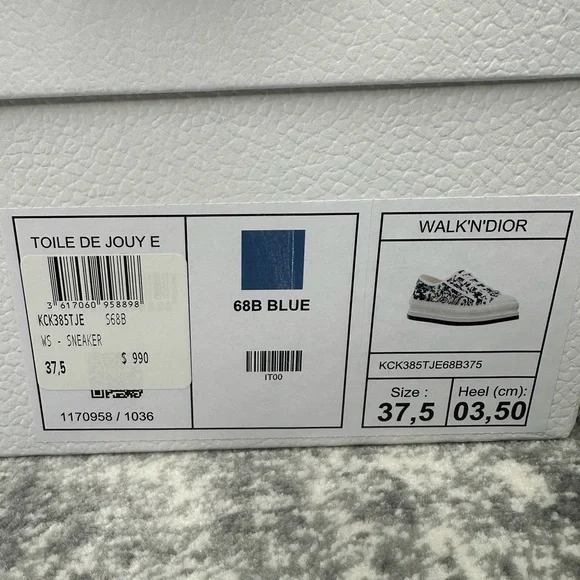 TOILE DE JOUY E
3 617060 958898
KCK385TJE S68B
WS - SNEAKER
$ 990
37,5
1170958 / 1036
68B BLUE
IT00
WALK'N'DIOR
KCK385TJE68B375
Size : Heel (cm):
37,5 03,50